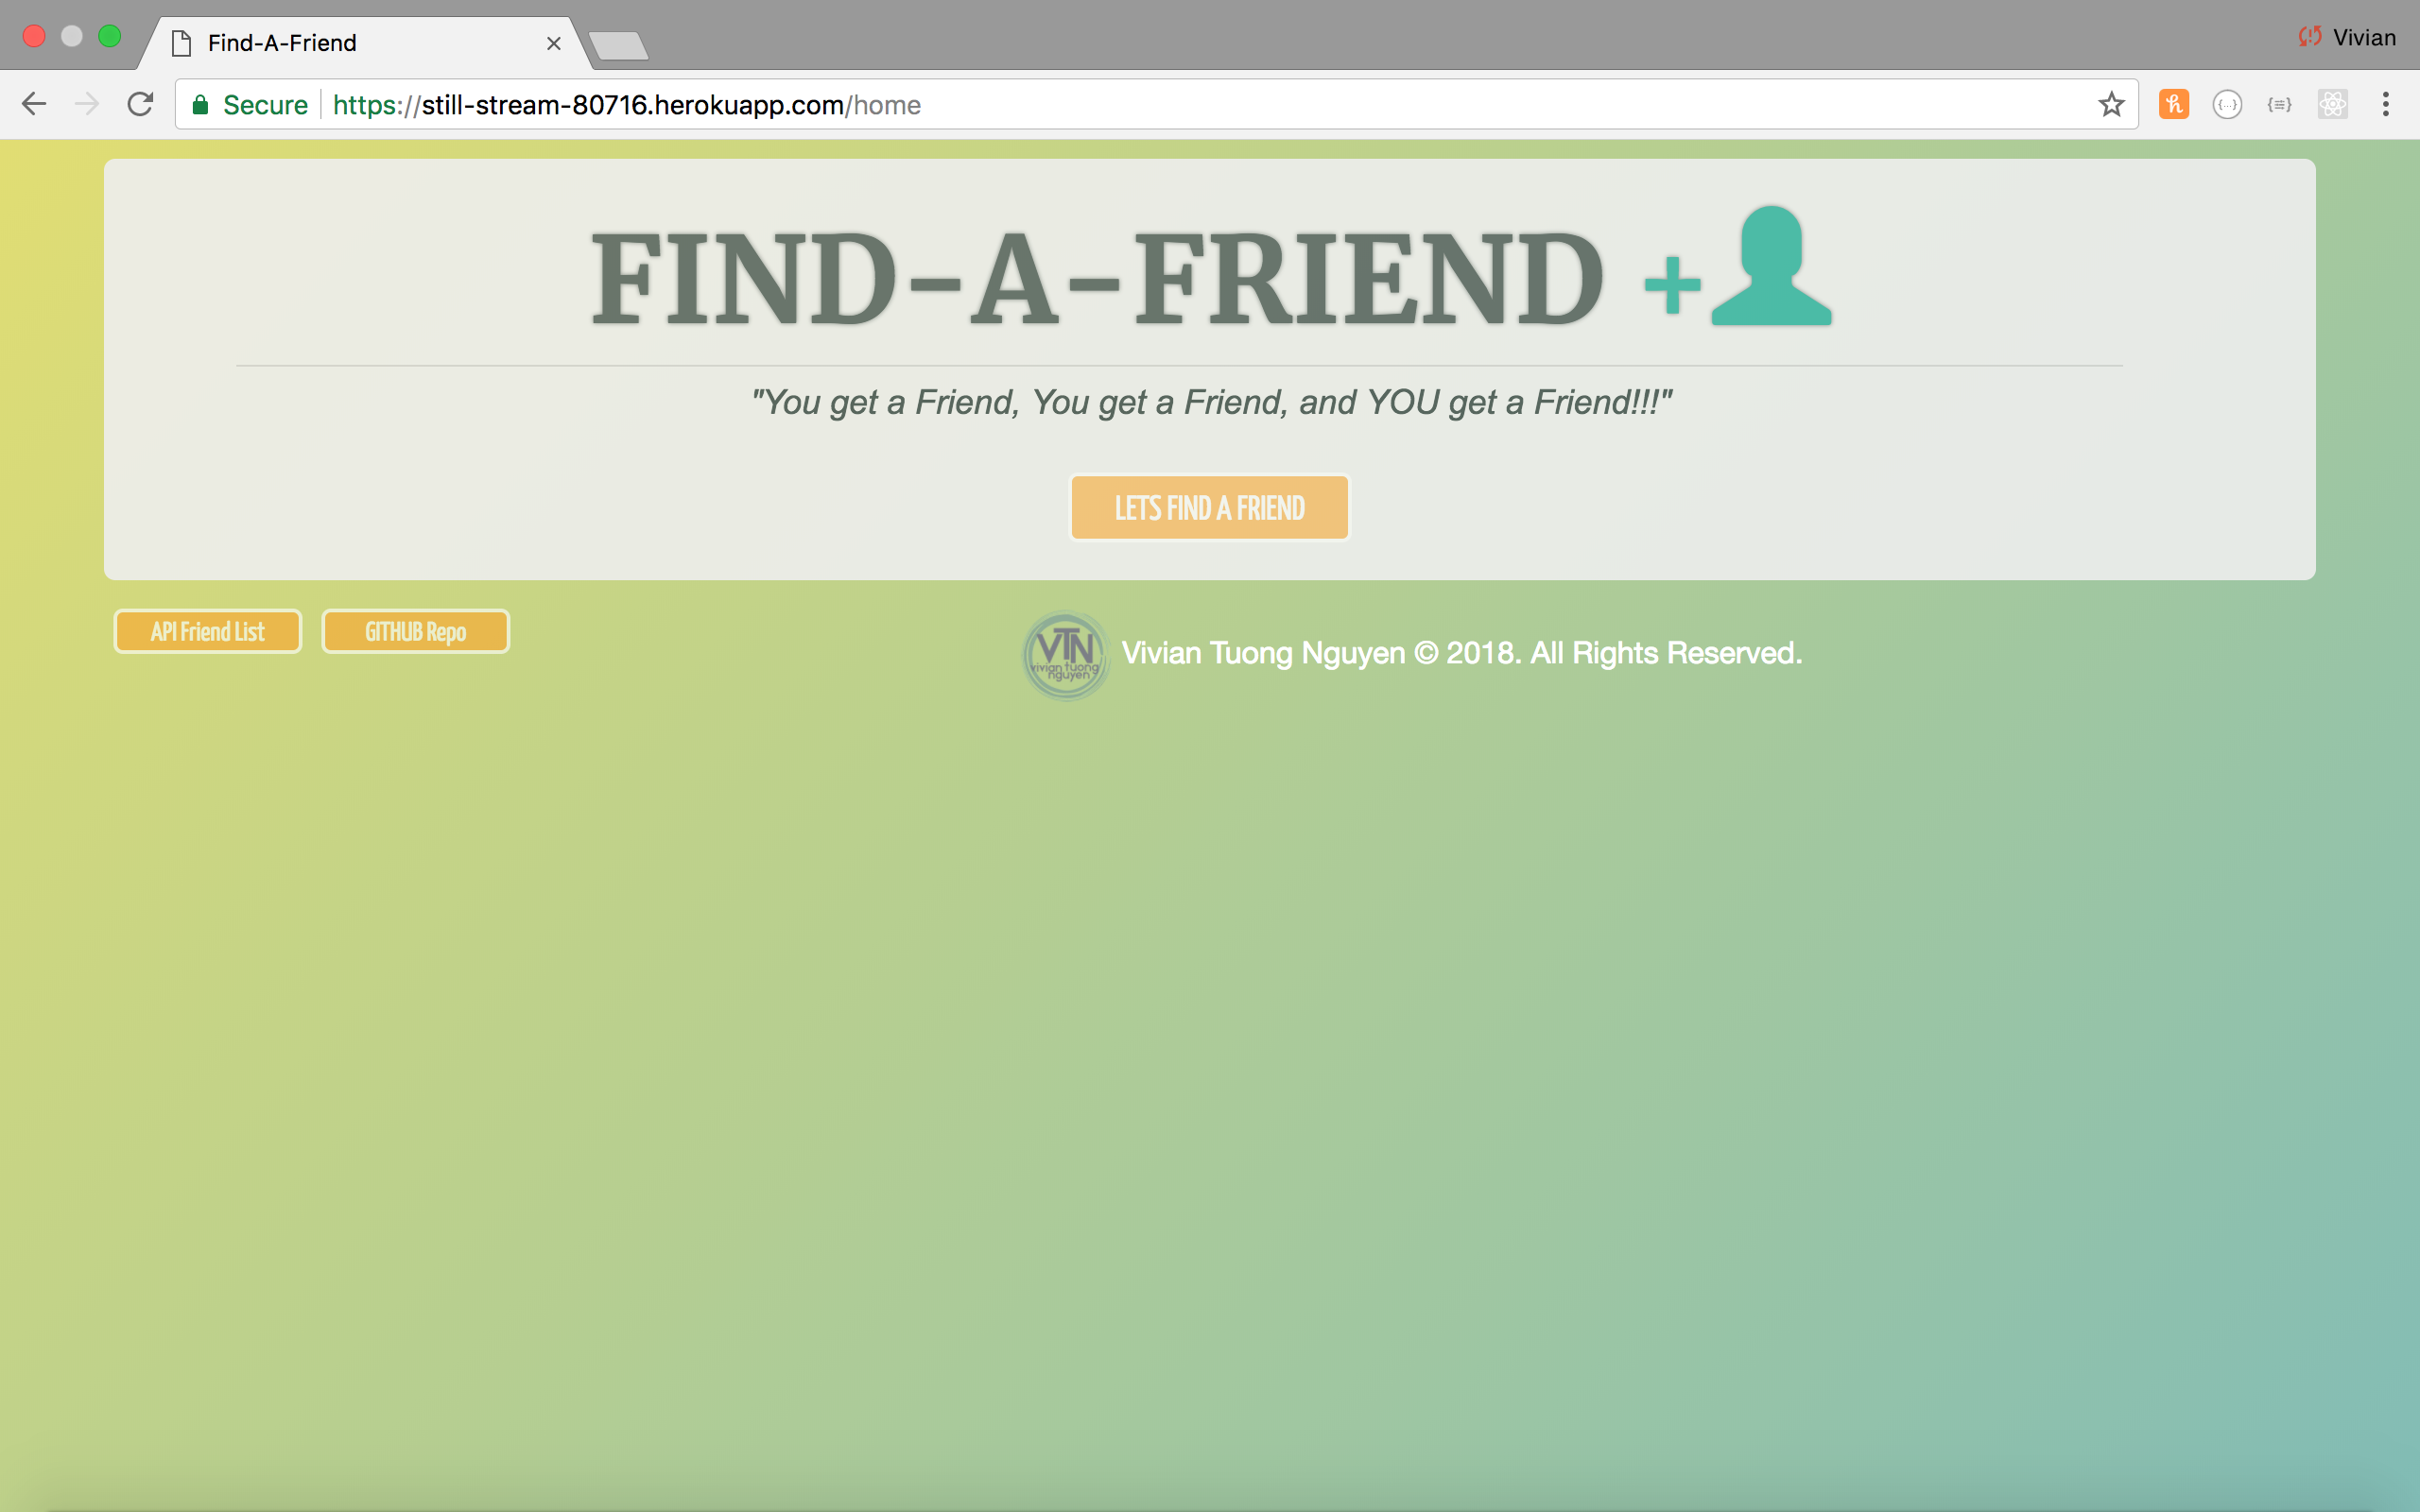 Find-A-Friend
Vivian
Secure
https://still-stream-80716.herokuapp.com/home
FIND-A-FRIEND +
"You get a Friend, You get a Friend, and YOU get a Friend!!!"
LETS FIND A FRIEND
API Friend List
GITHUB Repo
VTN
vivian tuong
nguyen
Vivian Tuong Nguyen © 2018. All Rights Reserved.